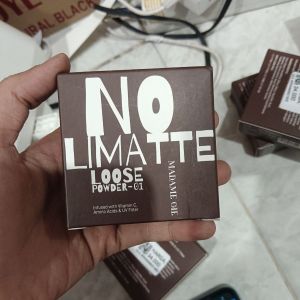 NO
LIMATTE
LOOSE
POWDER-01
MADAME GIE
Infused with Vitamin C,
Amino Acids & UV Filter